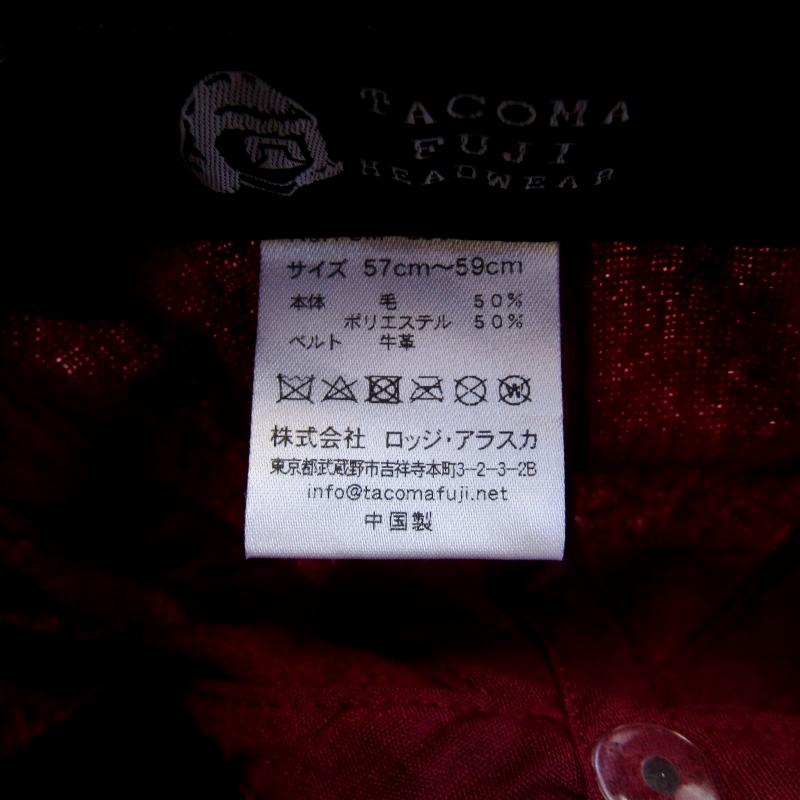 TACOMA
FUJI
HEADWEAR
サイズ 57cm～59cm
本体 毛 50％
ポリエステル 50％
ベルト 牛革
株式会社 ロッジ・アラスカ
東京都武蔵野市吉祥寺本町3-2-3-2B
info@tacomafuji.net
中国製